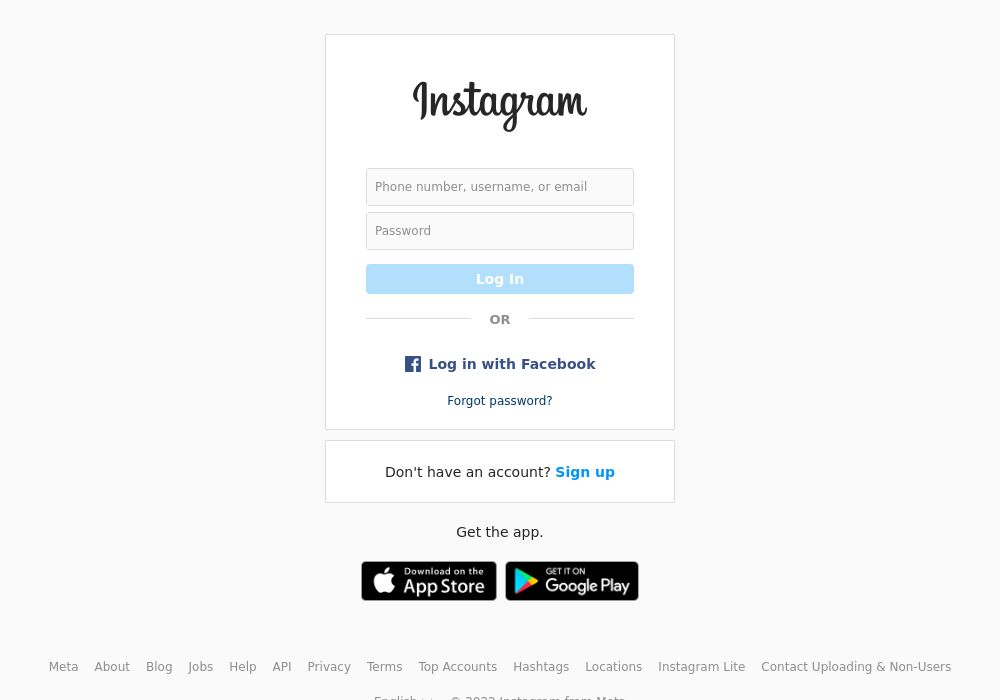 Instagram
Phone number, username, or email
Password
Log In
OR
Log in with Facebook
Forgot password?
Don't have an account? Sign up
Get the app.
Download on the
App Store
GET IT ON
Google Play
Meta About Blog Jobs Help API Privacy Terms Top Accounts Hashtags Locations Instagram Lite Contact Uploading & Non-Users
English © 2022 Instagram from Meta